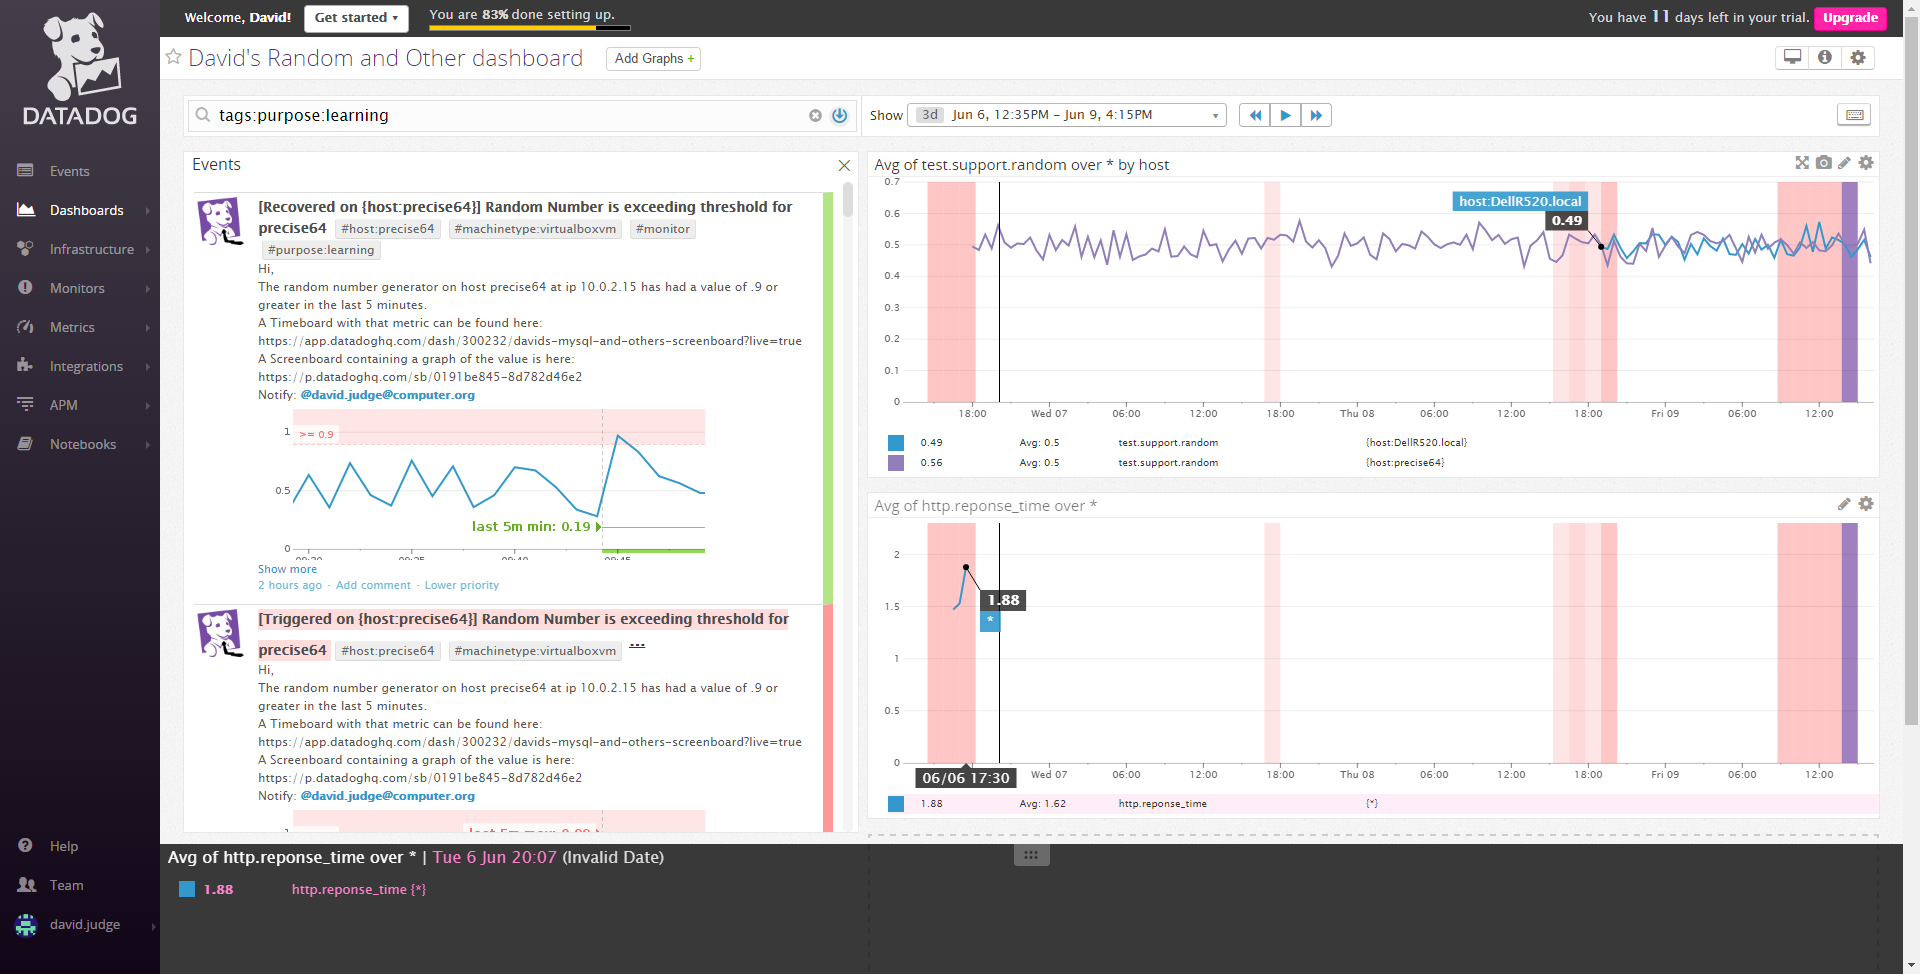 Welcome, David!
Get started
You are 83% done setting up.
You have 11 days left in your trial.
Upgrade
DATADOG
Events
Dashboards
Infrastructure
Monitors
Metrics
Integrations
APM
Notebooks
Help
Team
david.judge
David's Random and Other dashboard
Add Graphs +
tags:purpose:learning
Show
3d Jun 6, 12:35PM - Jun 9, 4:15PM
Events
[Recovered on {host:precise64}] Random Number is exceeding threshold for
precise64 #host:precise64 #machinetype:virtualboxvm #monitor
#purpose:learning
Hi,
The random number generator on host precise64 at ip 10.0.2.15 has had a value of .9 or
greater in the last 5 minutes.
A Timeboard with that metric can be found here:
https://app.datadoghq.com/dash/300232/davids-mysql-and-others-screenboard?live=true
A Screenboard containing a graph of the value is here:
https://p.datadoghq.com/sb/0191be845-8d782d46e2
Notify: @david.judge@computer.org
1
>= 0.9
0.5
last 5m min: 0.19
0
Show more
2 hours ago · Add comment · Lower priority
[Triggered on {host:precise64}] Random Number is exceeding threshold for
precise64 #host:precise64 #machinetype:virtualboxvm ...
Hi,
The random number generator on host precise64 at ip 10.0.2.15 has had a value of .9 or
greater in the last 5 minutes.
A Timeboard with that metric can be found here:
https://app.datadoghq.com/dash/300232/davids-mysql-and-others-screenboard?live=true
A Screenboard containing a graph of the value is here:
https://p.datadoghq.com/sb/0191be845-8d782d46e2
Notify: @david.judge@computer.org
Avg of test.support.random over * by host
0.7
0.6
0.5
0.4
0.3
0.2
0.1
0
host:DellR520.local
0.49
18:00 Wed 07 06:00 12:00 18:00 Thu 08 06:00 12:00 18:00 Fri 09 06:00 12:00
0.49 Avg: 0.5 test.support.random {host:DellR520.local}
0.56 Avg: 0.5 test.support.random {host:precise64}
Avg of http.reponse_time over *
2
1.5
1
0.5
0
1.88
*
06/06 17:30
Wed 07 06:00 12:00 18:00 Thu 08 06:00 12:00 18:00 Fri 09 06:00 12:00
1.88 Avg: 1.62 http.reponse_time {*}
Avg of http.reponse_time over * | Tue 6 Jun 20:07 (Invalid Date)
1.88 http.reponse_time {*}